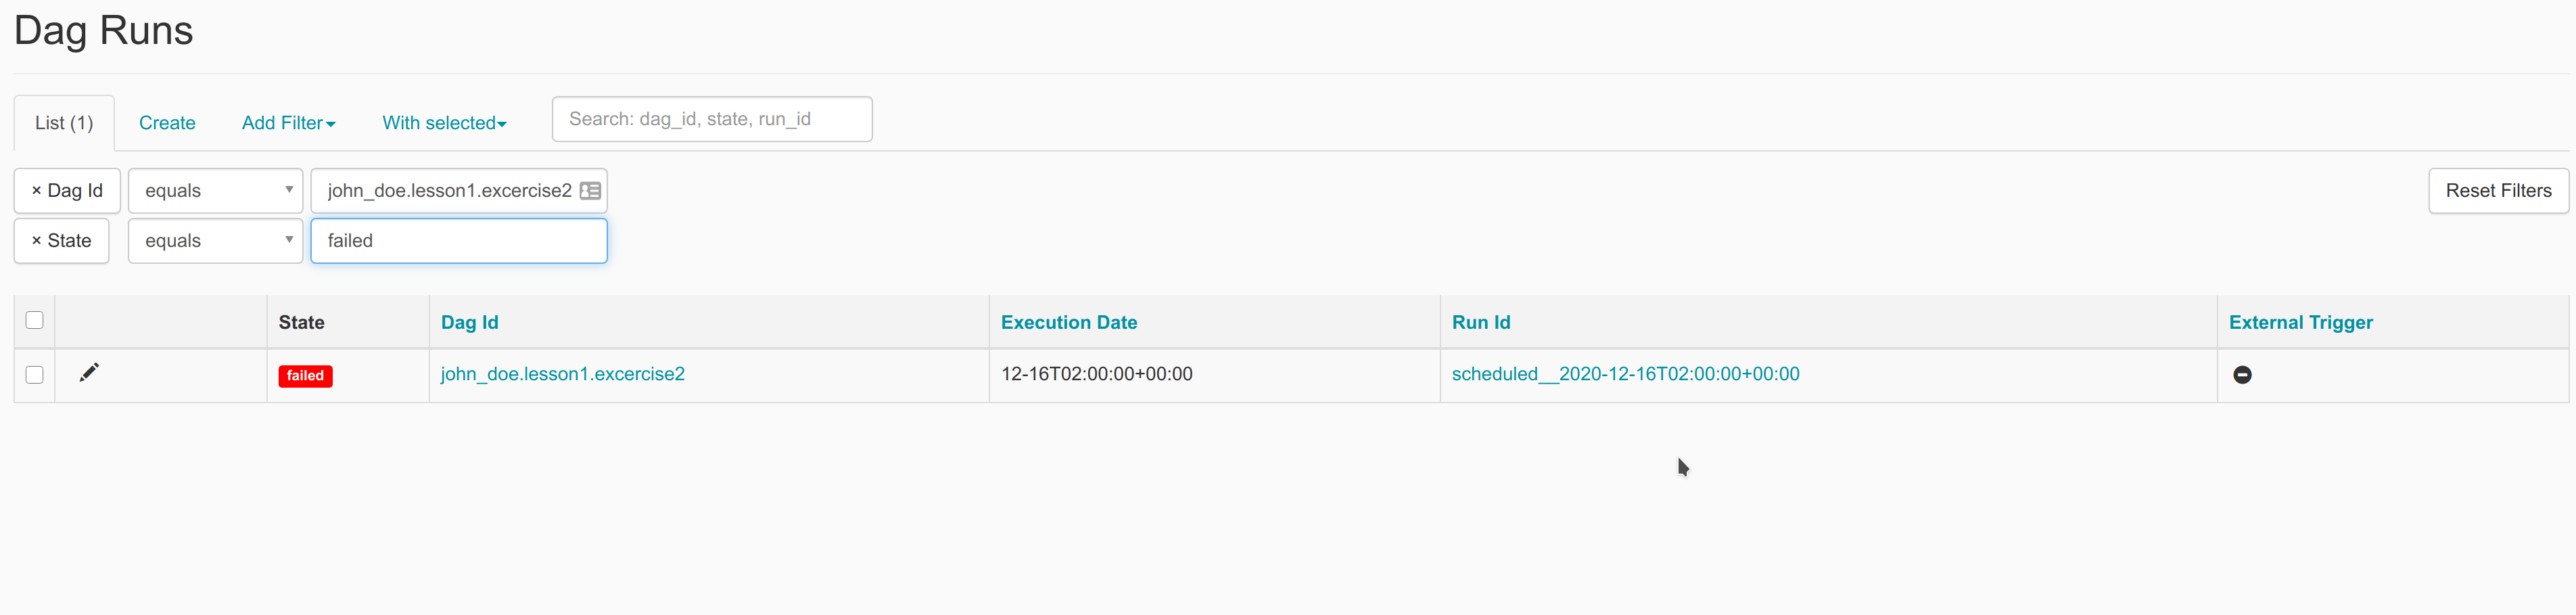 Dag Runs
List (1) Create Add Filter With selected Search: dag_id, state, run_id
× Dag Id equals john_doe.lesson1.excercise2 Reset Filters
× State equals failed
State Dag Id Execution Date Run Id External Trigger
failed john_doe.lesson1.excercise2 12-16T02:00:00+00:00 scheduled__2020-12-16T02:00:00+00:00